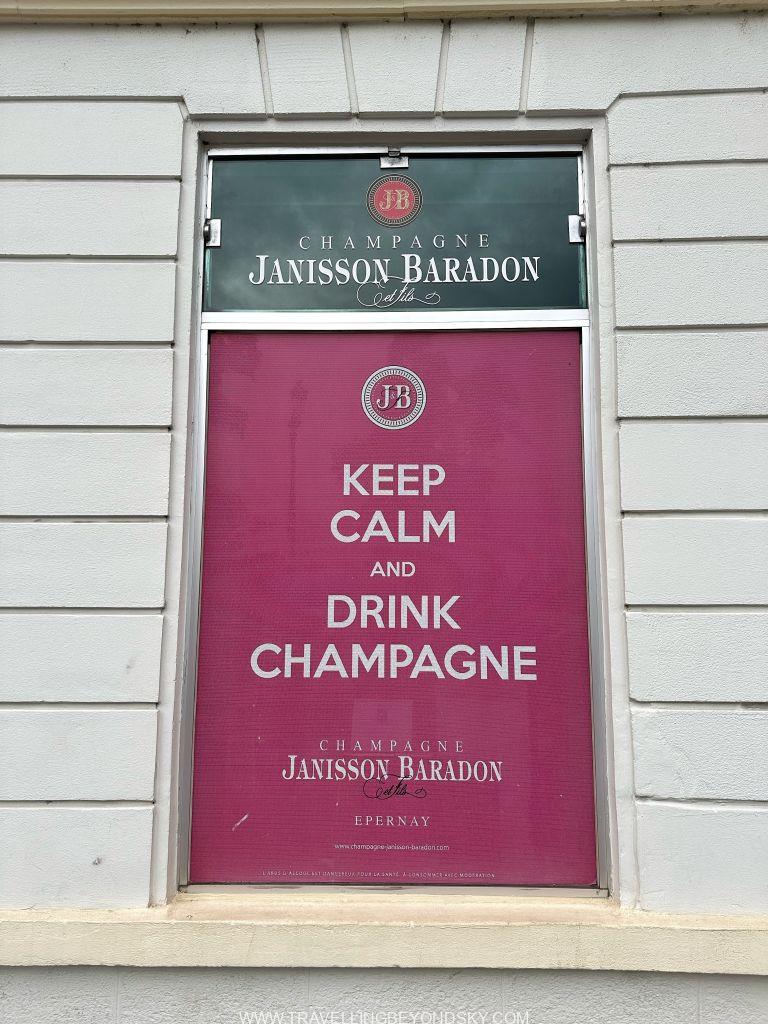 JB
CHAMPAGNE
JANISSON BARADON
et Fils
JB
KEEP
CALM
AND
DRINK
CHAMPAGNE
CHAMPAGNE
JANISSON BARADON
et Fils
EPERNAY
www.champagne-janisson-baradon.com
L'ABUS D'ALCOOL EST DANGEREUX POUR LA SANTÉ. À CONSOMMER AVEC MODÉRATION.
WWW.TRAVELLINGBEYONDSKY.COM